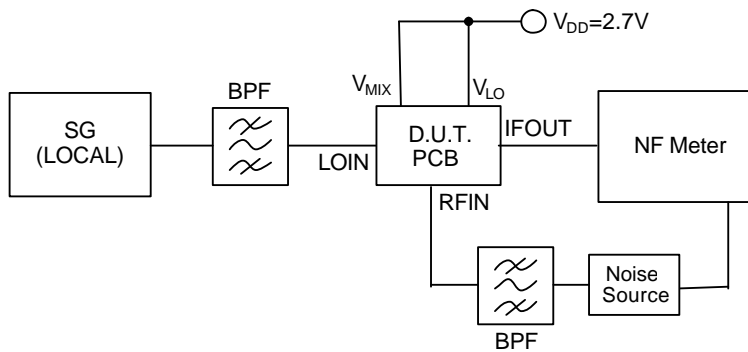 V_DD=2.7V
V_MIX
V_LO
BPF
SG
(LOCAL)
LOIN
D.U.T.
PCB
IFOUT
NF Meter
RFIN
Noise
Source
BPF